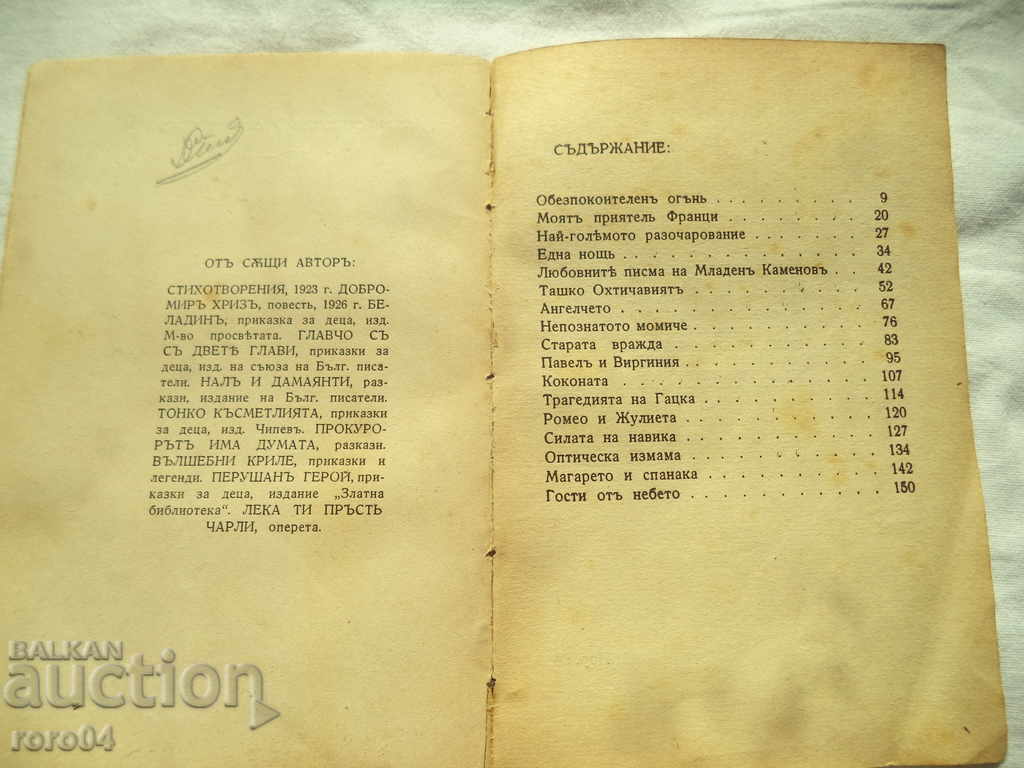 ОТЪ СѪЩИ АВТОРЪ:
СТИХОТВОРЕНИЯ, 1923 г. ДОБРО-
МИРЪ ХРИЗЪ, повесть, 1926 г. БЕ-
ЛАДИНЪ, приказка за деца, изд.
М-во просвѣтата. ГЛАВЧО СЪ
СЪ ДВЕТѢ ГЛАВИ, приказки за
деца, изд. на съюза на Бълг. писа-
тели. НАЛЪ И ДАМАЯНТИ, раз-
кази, издание на Бълг. писатели.
ТОНКО КЪСМЕТЛИЯТА, приказки
за деца, изд. Чипевъ. ПРОКУРО-
РЪТЪ ИМА ДУМАТА, разкази.
ВЪЛШЕБНИ КРИЛЕ, приказки и
легенди. ПЕРУШАНЪ ГЕРОЙ, при-
казки за деца, издание „Златна
библиотека“. ЛЕКА ТИ ПРЪСТЬ
ЧАРЛИ, оперета.
СЪДЪРЖАНИЕ:
Обезпокоителенъ огънь . . . . . . . . . 9
Моятъ приятель Франци . . . . . . . . 20
Най-голѣмото разочарование . . . . . . 27
Една нощь . . . . . . . . . . . . . . 34
Любовнитѣ писма на Младенъ Каменовъ . . 42
Ташко Охтичавиятъ . . . . . . . . . . 52
Ангелчето . . . . . . . . . . . . . . 67
Непознатото момиче . . . . . . . . . . 76
Старата вражда . . . . . . . . . . . . 83
Павелъ и Виргиния . . . . . . . . . . . 95
Коконата . . . . . . . . . . . . . . 107
Трагедията на Гацка . . . . . . . . . . 114
Ромео и Жулиета . . . . . . . . . . . 120
Силата на навика . . . . . . . . . . . 127
Оптическа измама . . . . . . . . . . . 134
Магарето и спанака . . . . . . . . . . 142
Гости отъ небето . . . . . . . . . . . 150
BALKAN
auction
roro04